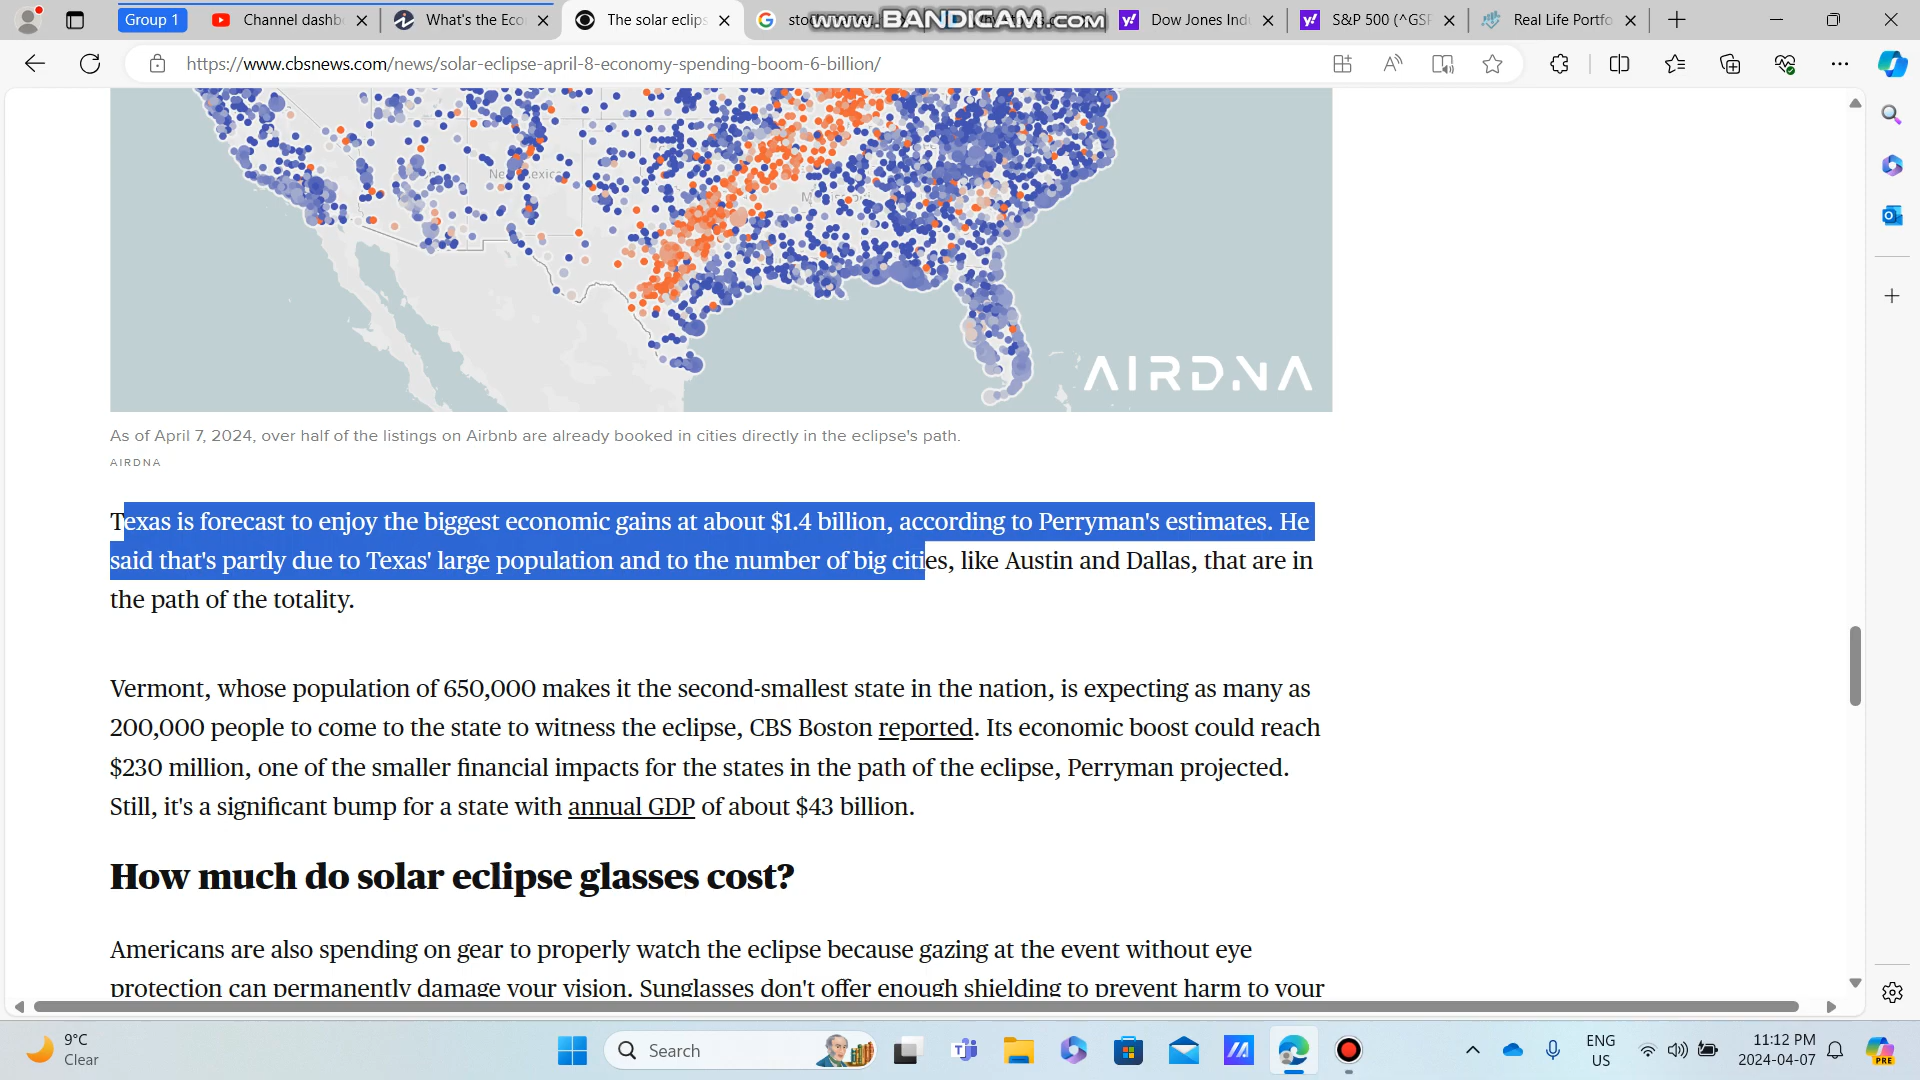 Group 1
Channel dashb
What's the Eco
The solar eclips
www.BANDICAM.com
Dow Jones Ind
S&P 500 (^GSP
Real Life Portfo
https://www.cbsnews.com/news/solar-eclipse-april-8-economy-spending-boom-6-billion/
New Mexico
AIRDNA
As of April 7, 2024, over half of the listings on Airbnb are already booked in cities directly in the eclipse's path.
AIRDNA
Texas is forecast to enjoy the biggest economic gains at about $1.4 billion, according to Perryman's estimates. He
said that's partly due to Texas' large population and to the number of big cities, like Austin and Dallas, that are in
the path of the totality.
Vermont, whose population of 650,000 makes it the second-smallest state in the nation, is expecting as many as
200,000 people to come to the state to witness the eclipse, CBS Boston reported. Its economic boost could reach
$230 million, one of the smaller financial impacts for the states in the path of the eclipse, Perryman projected.
Still, it's a significant bump for a state with annual GDP of about $43 billion.
How much do solar eclipse glasses cost?
Americans are also spending on gear to properly watch the eclipse because gazing at the event without eye
protection can permanently damage your vision. Sunglasses don't offer enough shielding to prevent harm to your
9°C
Clear
Search
ENG
US
11:12 PM
2024-04-07
PRE